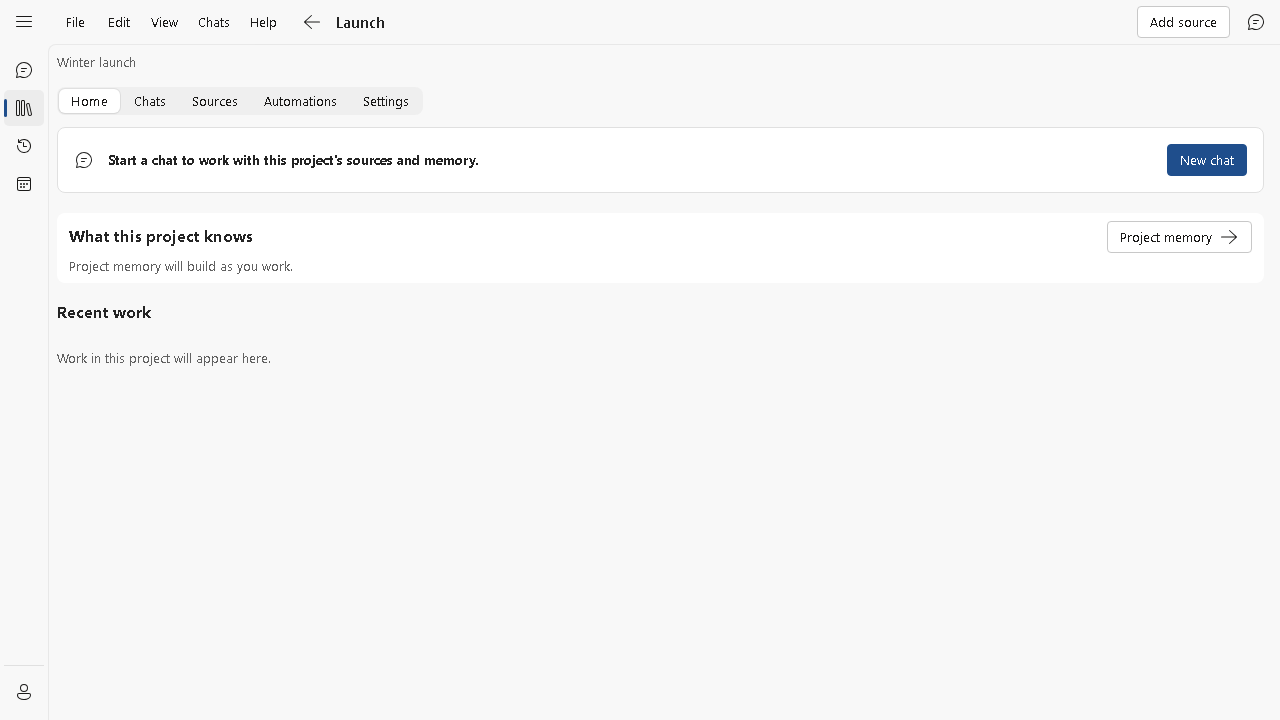 File Edit View Chats Help Launch Add source
Winter launch
Home Chats Sources Automations Settings
Start a chat to work with this project's sources and memory. New chat
What this project knows Project memory
Project memory will build as you work.
Recent work
Work in this project will appear here.